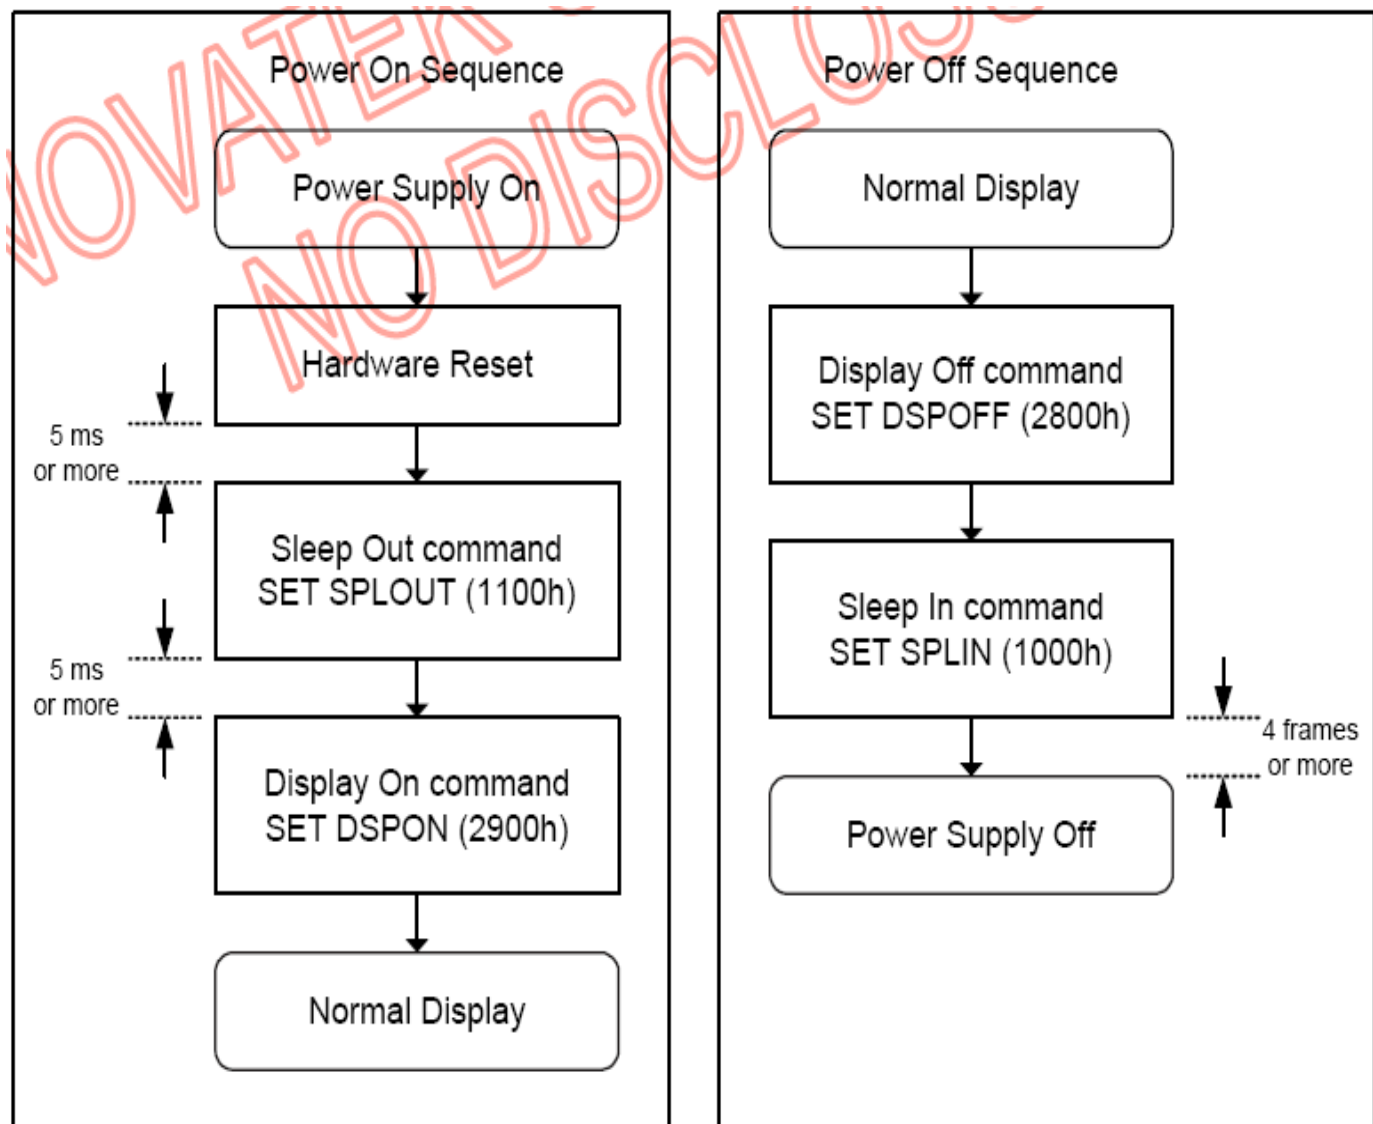 Power On Sequence
Power Supply On
Hardware Reset
5 ms
or more
Sleep Out command
SET SPLOUT (1100h)
5 ms
or more
Display On command
SET DSPON (2900h)
Normal Display
Power Off Sequence
Normal Display
Display Off command
SET DSPOFF (2800h)
Sleep In command
SET SPLIN (1000h)
4 frames
or more
Power Supply Off
NOVATEK
NO DISCLOS